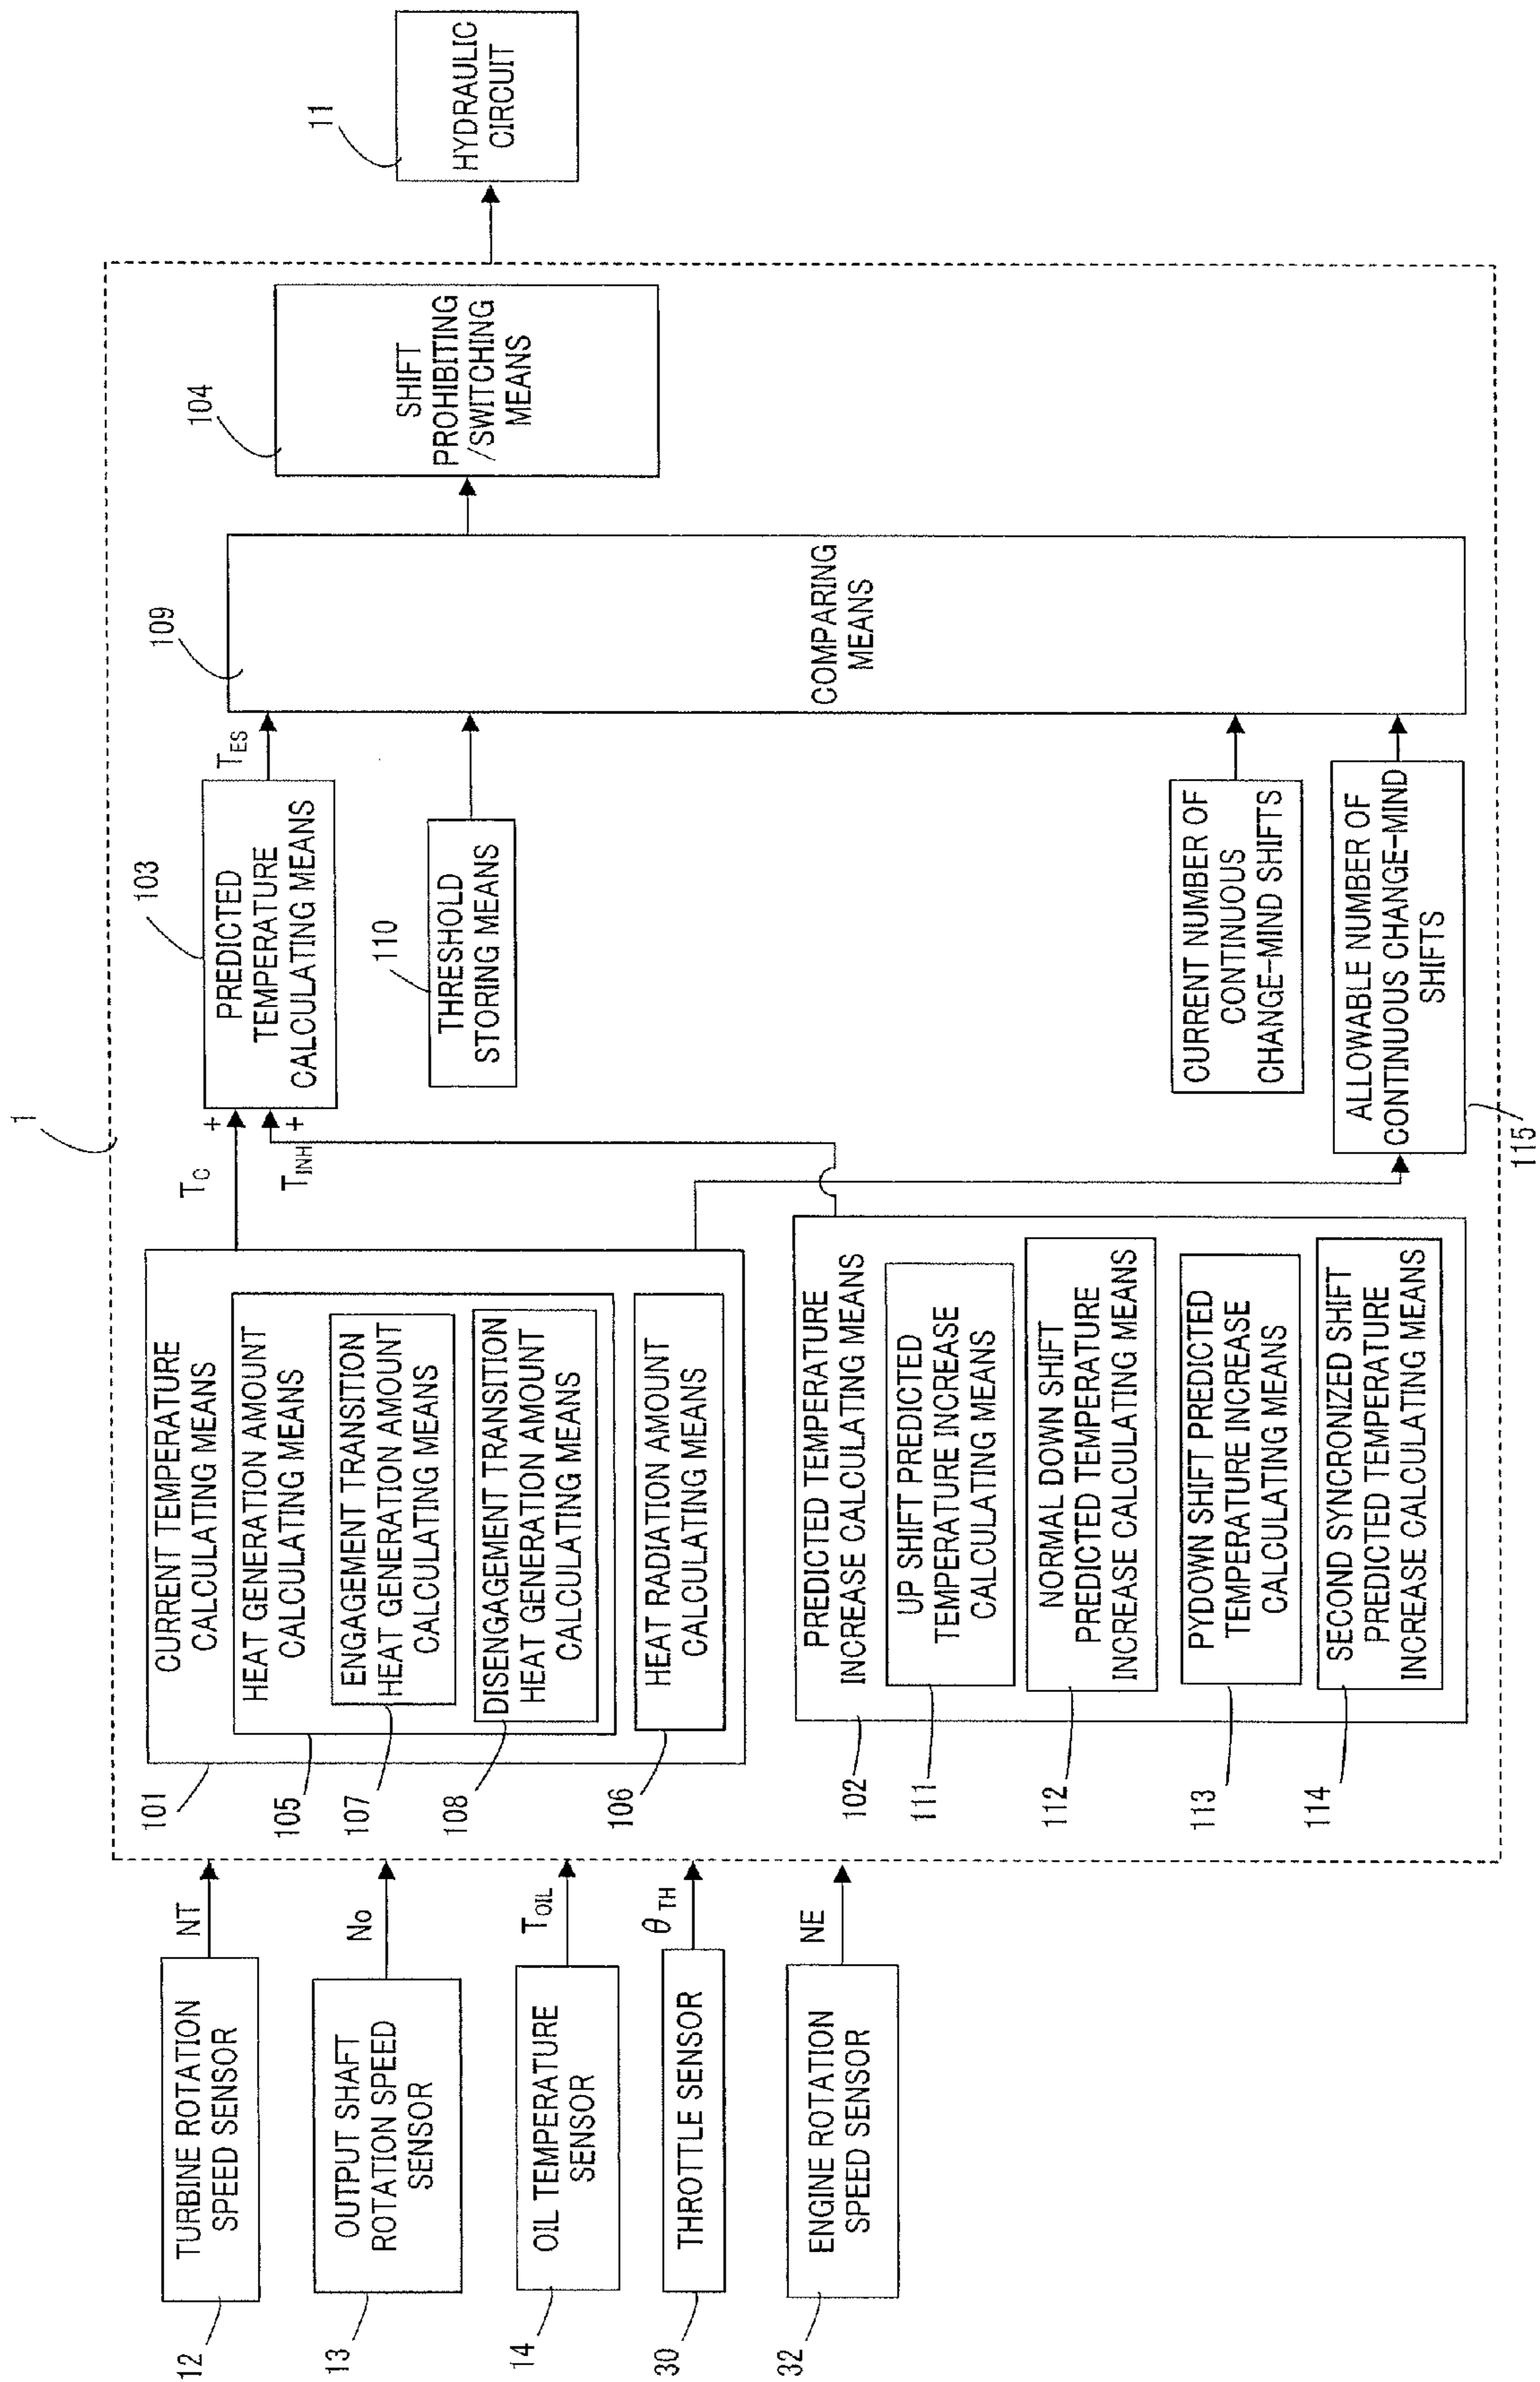 1
TURBINE ROTATION
SPEED SENSOR
12
NT
OUTPUT SHAFT
ROTATION SPEED
SENSOR
13
No
OIL TEMPERATURE
SENSOR
14
TOIL
THROTTLE SENSOR
30
θTH
ENGINE ROTATION
SPEED SENSOR
32
NE
101
CURRENT TEMPERATURE
CALCULATING MEANS
105
HEAT GENERATION AMOUNT
CALCULATING MEANS
107
ENGAGEMENT TRANSITION
HEAT GENERATION AMOUNT
CALCULATING MEANS
108
DISENGAGEMENT TRANSITION
HEAT GENERATION AMOUNT
CALCULATING MEANS
106
HEAT RADIATION AMOUNT
CALCULATING MEANS
102
PREDICTED TEMPERATURE
INCREASE CALCULATING MEANS
111
UP SHIFT PREDICTED
TEMPERATURE INCREASE
CALCULATING MEANS
112
NORMAL DOWN SHIFT
PREDICTED TEMPERATURE
INCREASE CALCULATING MEANS
113
PYDOWN SHIFT PREDICTED
TEMPERATURE INCREASE
CALCULATING MEANS
114
SECOND SYNCRONIZED SHIFT
PREDICTED TEMPERATURE
INCREASE CALCULATING MEANS
TC
+
TINH
+
103
PREDICTED
TEMPERATURE
CALCULATING MEANS
TES
110
THRESHOLD
STORING MEANS
CURRENT NUMBER OF
CONTINUOUS
CHANGE-MIND SHIFTS
ALLOWABLE NUMBER OF
CONTINUOUS CHANGE-MIND
SHIFTS
115
109
COMPARING
MEANS
104
SHIFT
PROHIBITING
/SWITCHING
MEANS
11
HYDRAULIC
CIRCUIT